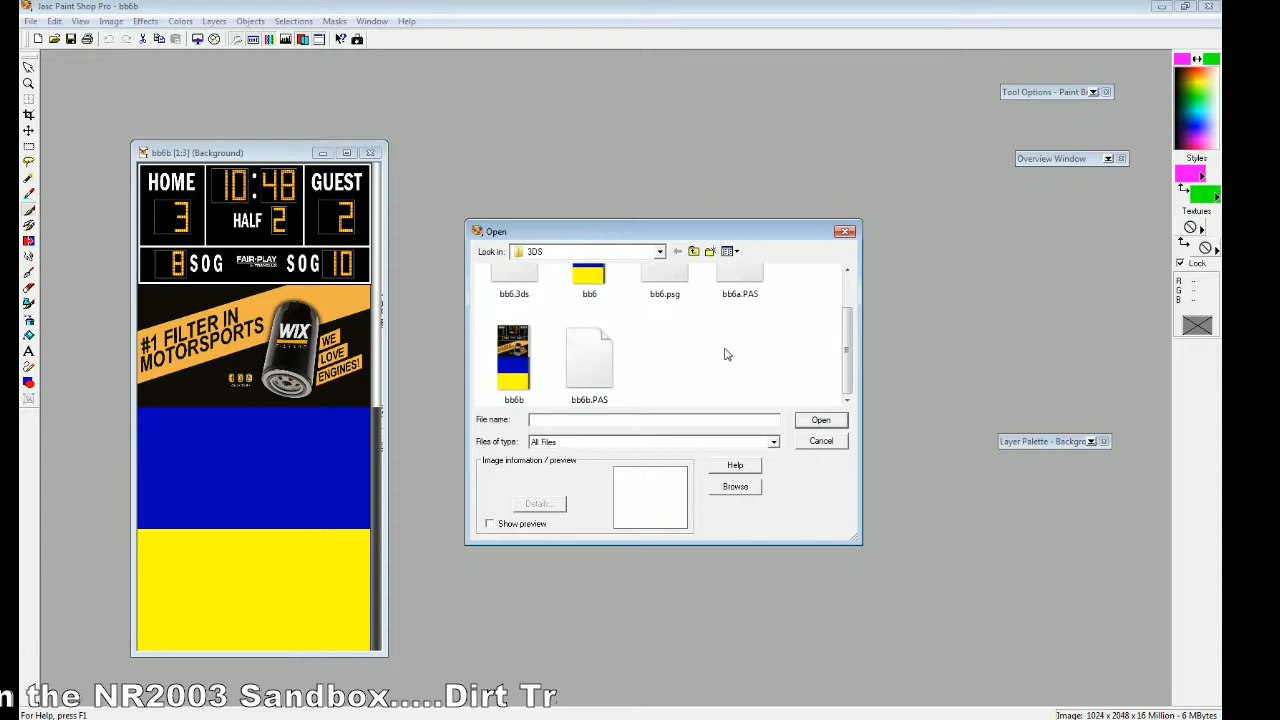 Jasc Paint Shop Pro - bb6b
File Edit View Image Effects Colors Layers Objects Selections Masks Window Help
Tool Options - Paint B
Overview Window
Styles
Textures
Lock
R:
G:
B:
bb6b [1:3] (Background)
HOME 10:48 GUEST
3 HALF 2 2
8 SOG FAIR-PLAY SOG 10
#1 FILTER IN
MOTORSPORTS
WIX
FILTERS
WE
LOVE
ENGINES!
Open
Look in: 3DS
bb6.3ds bb6 bb6.psg bb6a.PAS
bb6b bb6b.PAS
File name: Open
Files of type: All Files Cancel
Image information / preview
Help
Browse
Details...
Show preview
Layer Palette - Backgro
n the NR2003 Sandbox.....Dirt Tr
For Help, press F1
Image: 1024 x 2048 x 16 Million - 6 MBytes